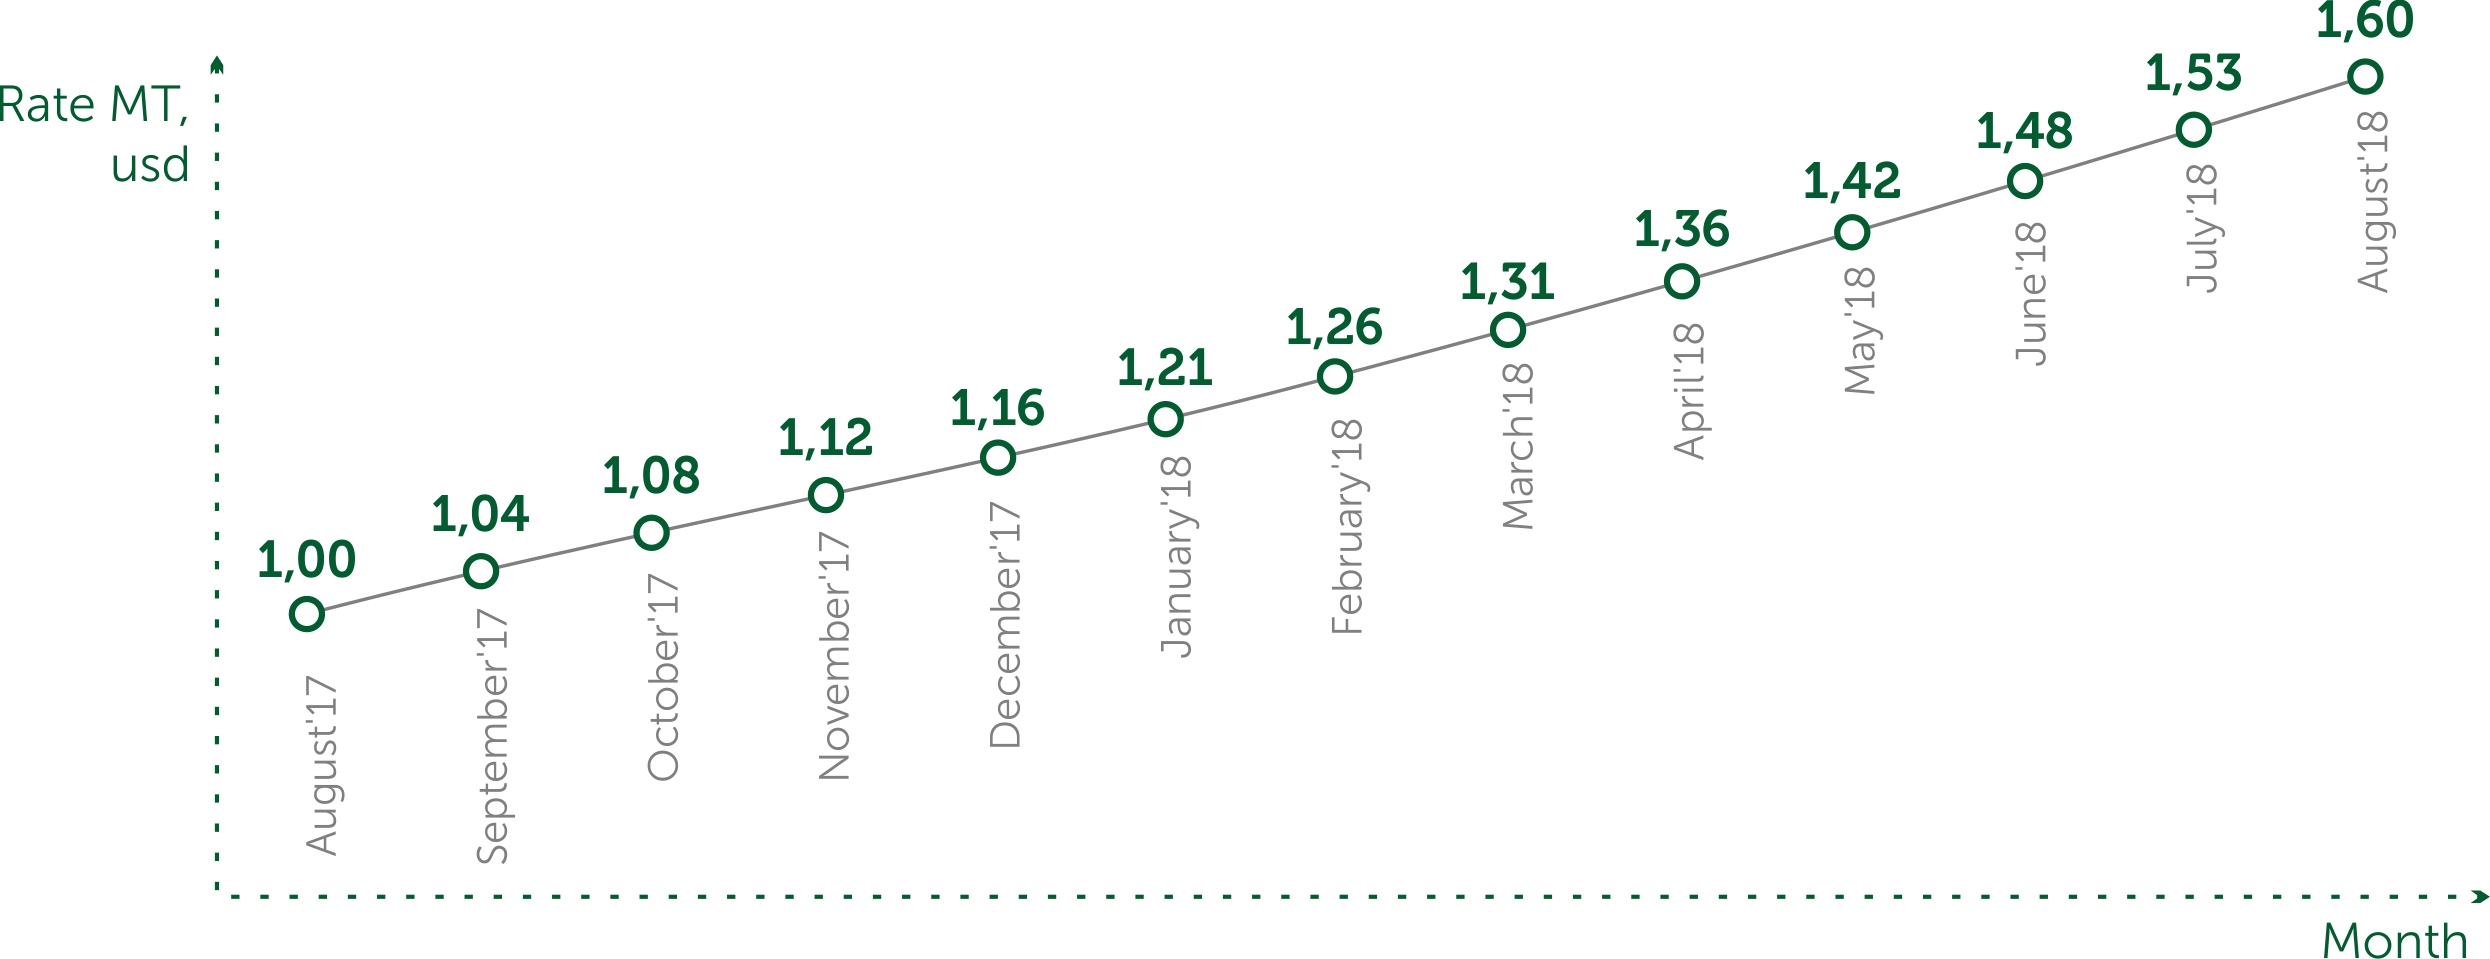 Rate MT,
usd
1,00
1,04
1,08
1,12
1,16
1,21
1,26
1,31
1,36
1,42
1,48
1,53
1,60
August'17
September'17
October'17
November'17
December'17
January'18
February'18
March'18
April'18
May'18
June'18
July'18
August'18
Month